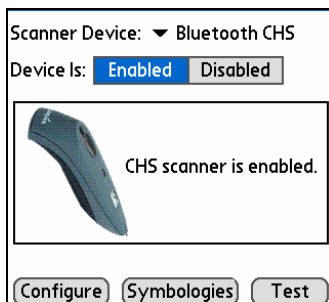 Scanner Device: Bluetooth CHS
Device Is: Enabled Disabled
CHS scanner is enabled.
Configure Symbologies Test